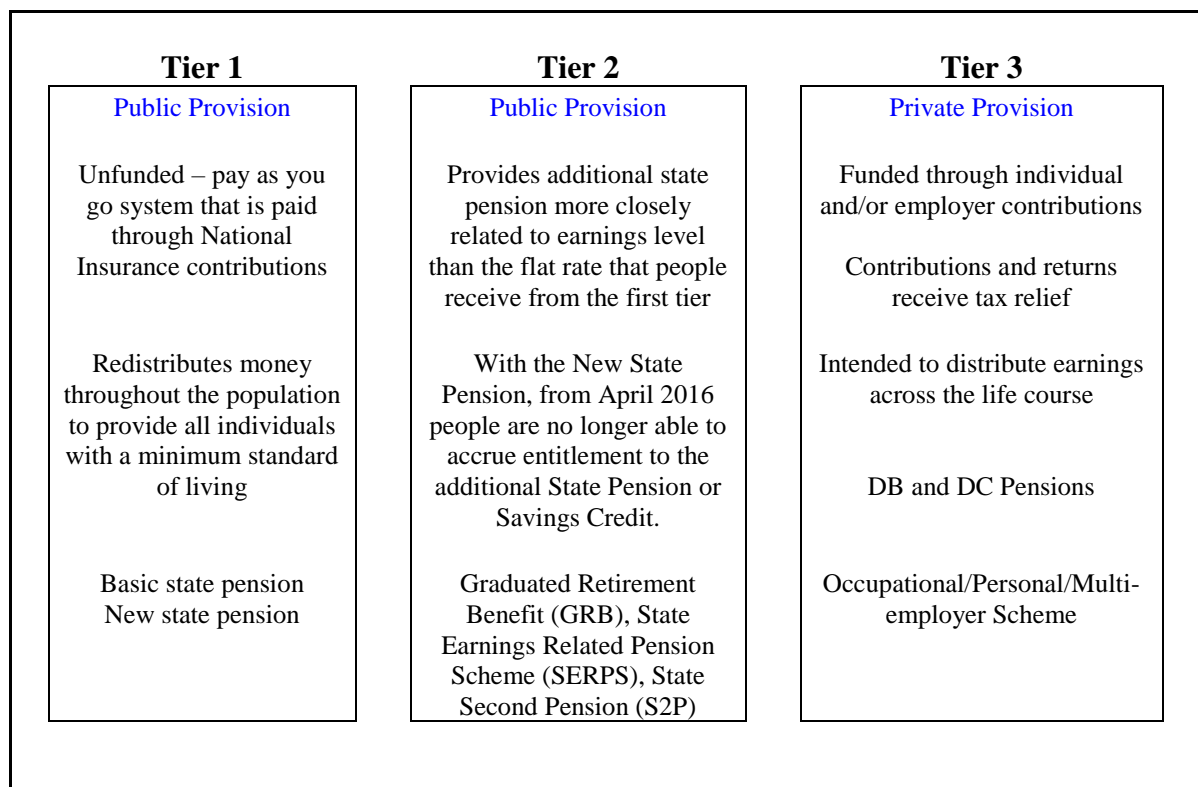 Tier 1
Public Provision
Unfunded – pay as you
go system that is paid
through National
Insurance contributions
Redistributes money
throughout the population
to provide all individuals
with a minimum standard
of living
Basic state pension
New state pension
Tier 2
Public Provision
Provides additional state
pension more closely
related to earnings level
than the flat rate that people
receive from the first tier
With the New State
Pension, from April 2016
people are no longer able to
accrue entitlement to the
additional State Pension or
Savings Credit.
Graduated Retirement
Benefit (GRB), State
Earnings Related Pension
Scheme (SERPS), State
Second Pension (S2P)
Tier 3
Private Provision
Funded through individual
and/or employer contributions
Contributions and returns
receive tax relief
Intended to distribute earnings
across the life course
DB and DC Pensions
Occupational/Personal/Multi-
employer Scheme